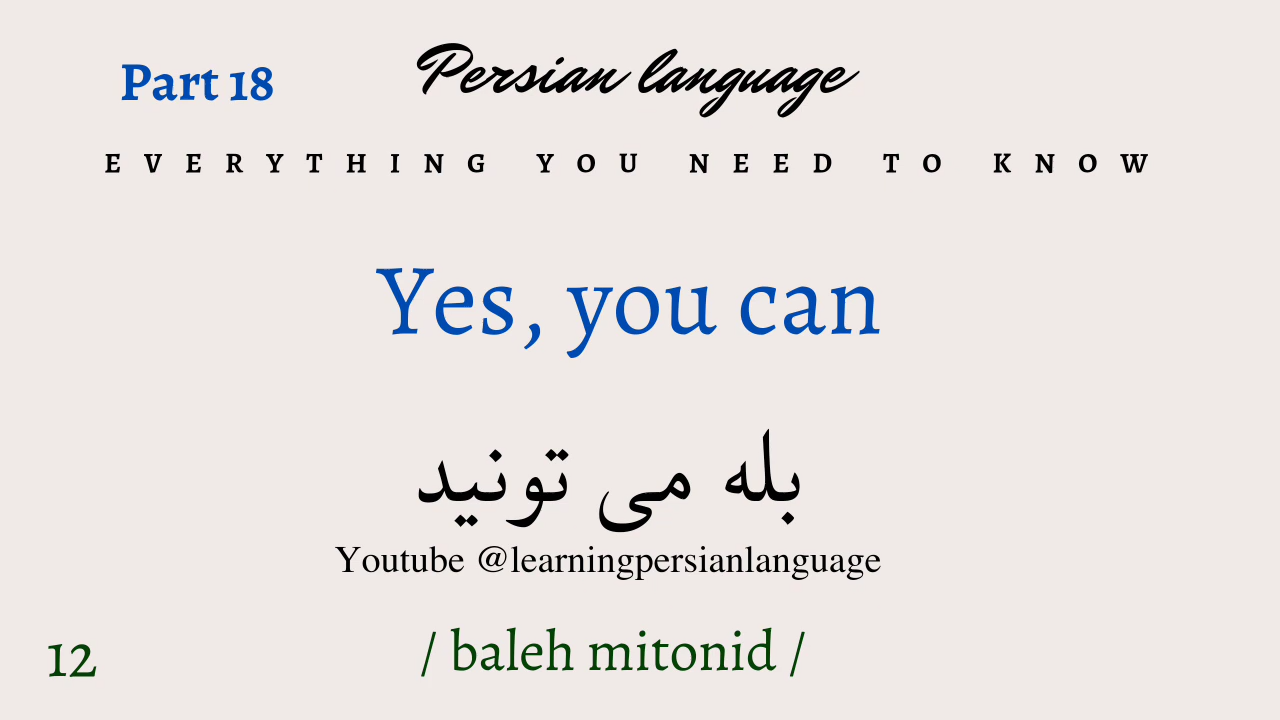 Part 18
Persian language
EVERYTHING YOU NEED TO KNOW
Yes, you can
بله می تونید
Youtube @learningpersianlanguage
/ baleh mitonid /
12